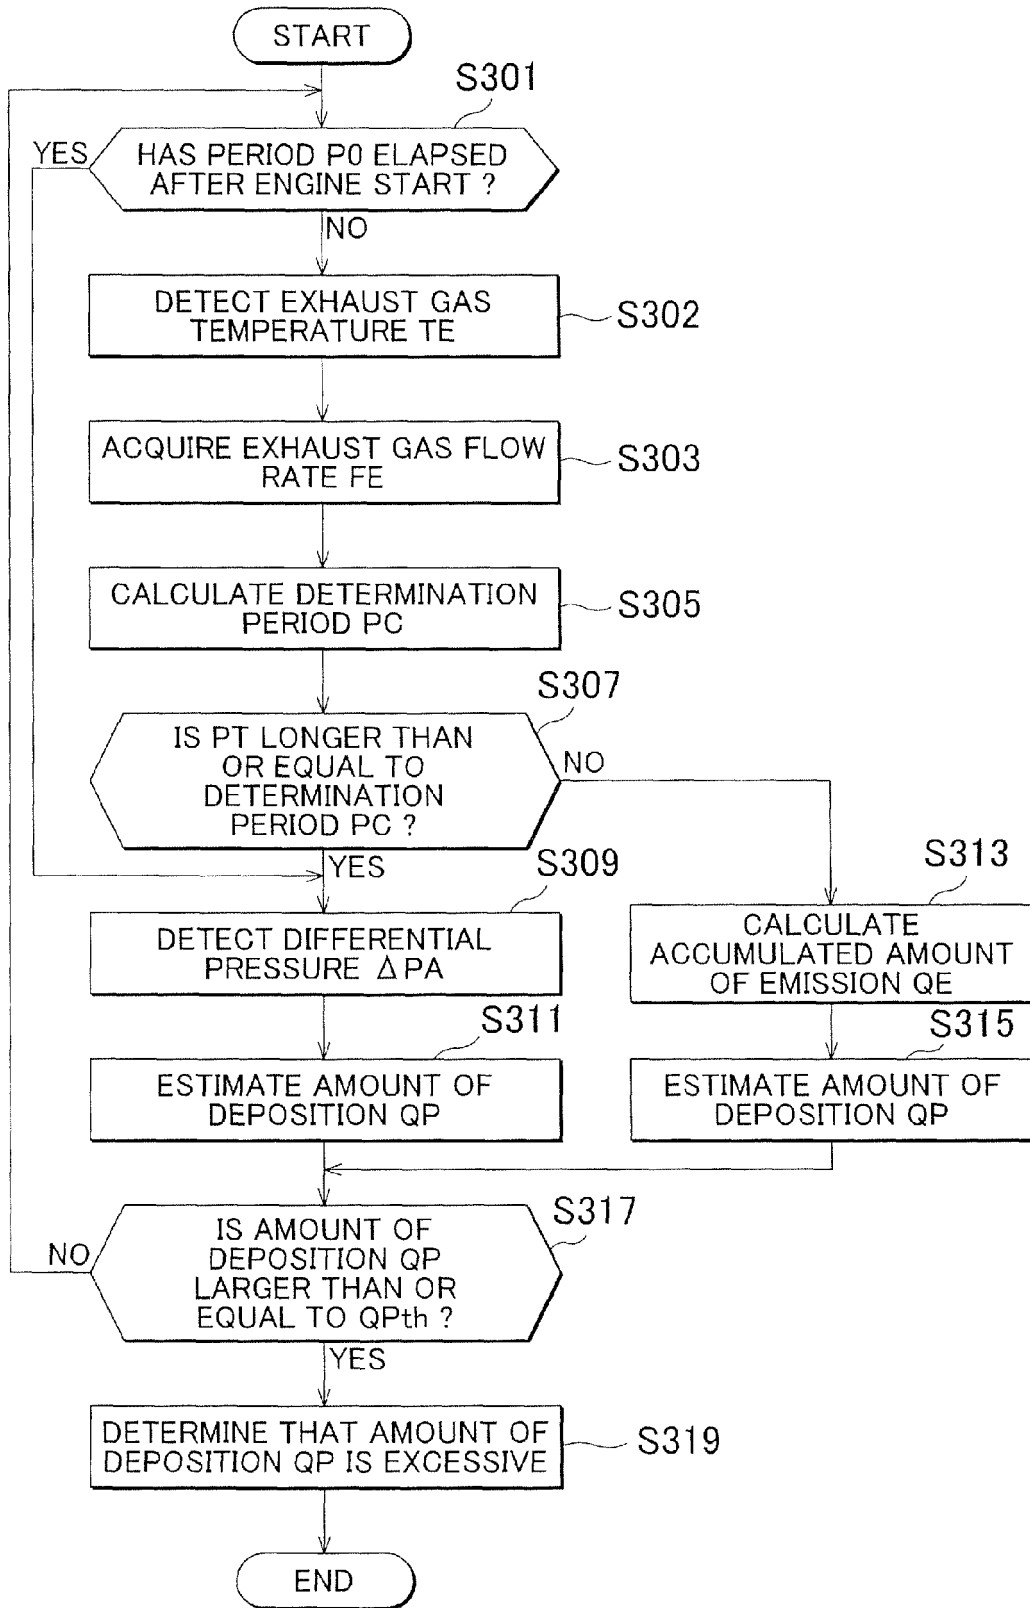 START
S301
YES
HAS PERIOD P0 ELAPSED
AFTER ENGINE START ?
NO
DETECT EXHAUST GAS
TEMPERATURE TE
S302
ACQUIRE EXHAUST GAS FLOW
RATE FE
S303
CALCULATE DETERMINATION
PERIOD PC
S305
S307
IS PT LONGER THAN
OR EQUAL TO
DETERMINATION
PERIOD PC ?
NO
YES
S309
DETECT DIFFERENTIAL
PRESSURE Δ PA
S313
CALCULATE
ACCUMULATED AMOUNT
OF EMISSION QE
S311
ESTIMATE AMOUNT OF
DEPOSITION QP
S315
ESTIMATE AMOUNT OF
DEPOSITION QP
S317
NO
IS AMOUNT OF
DEPOSITION QP
LARGER THAN OR
EQUAL TO QPth ?
YES
DETERMINE THAT AMOUNT OF
DEPOSITION QP IS EXCESSIVE
S319
END